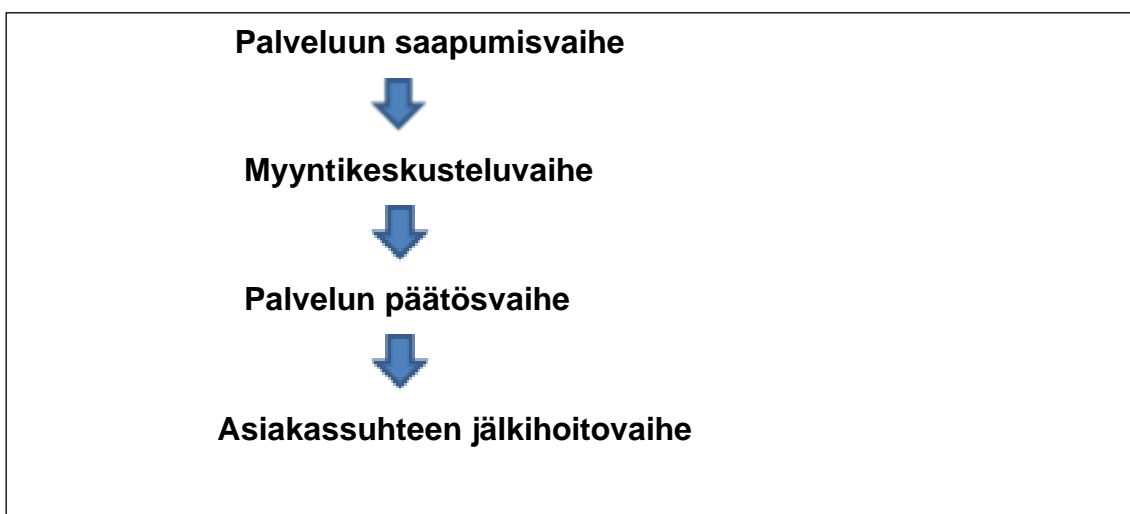 Palveluun saapumisvaihe
Myyntikeskusteluvaihe
Palvelun päätösvaihe
Asiakassuhteen jälkihoitovaihe